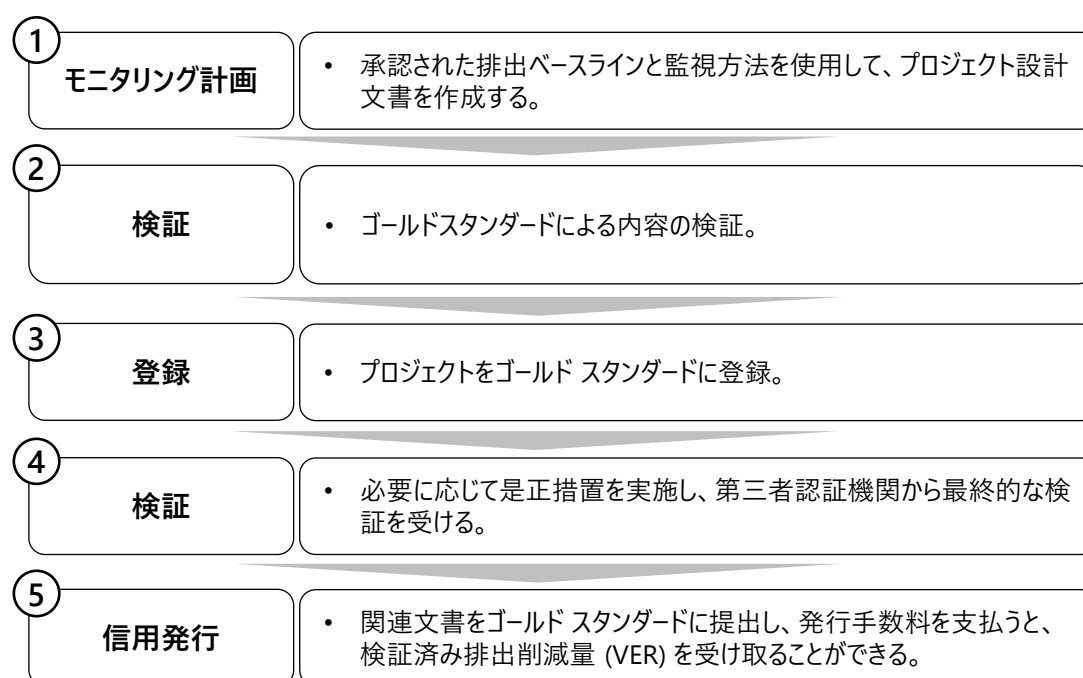 1
モニタリング計画
• 承認された排出ベースラインと監視方法を使用して、プロジェクト設計
文書を作成する。
2
検証
• ゴールドスタンダードによる内容の検証。
3
登録
• プロジェクトをゴールド スタンダードに登録。
4
検証
• 必要に応じて是正措置を実施し、第三者認証機関から最終的な検
証を受ける。
5
信用発行
• 関連文書をゴールド スタンダードに提出し、発行手数料を支払うと、
検証済み排出削減量 (VER) を受け取ることができる。